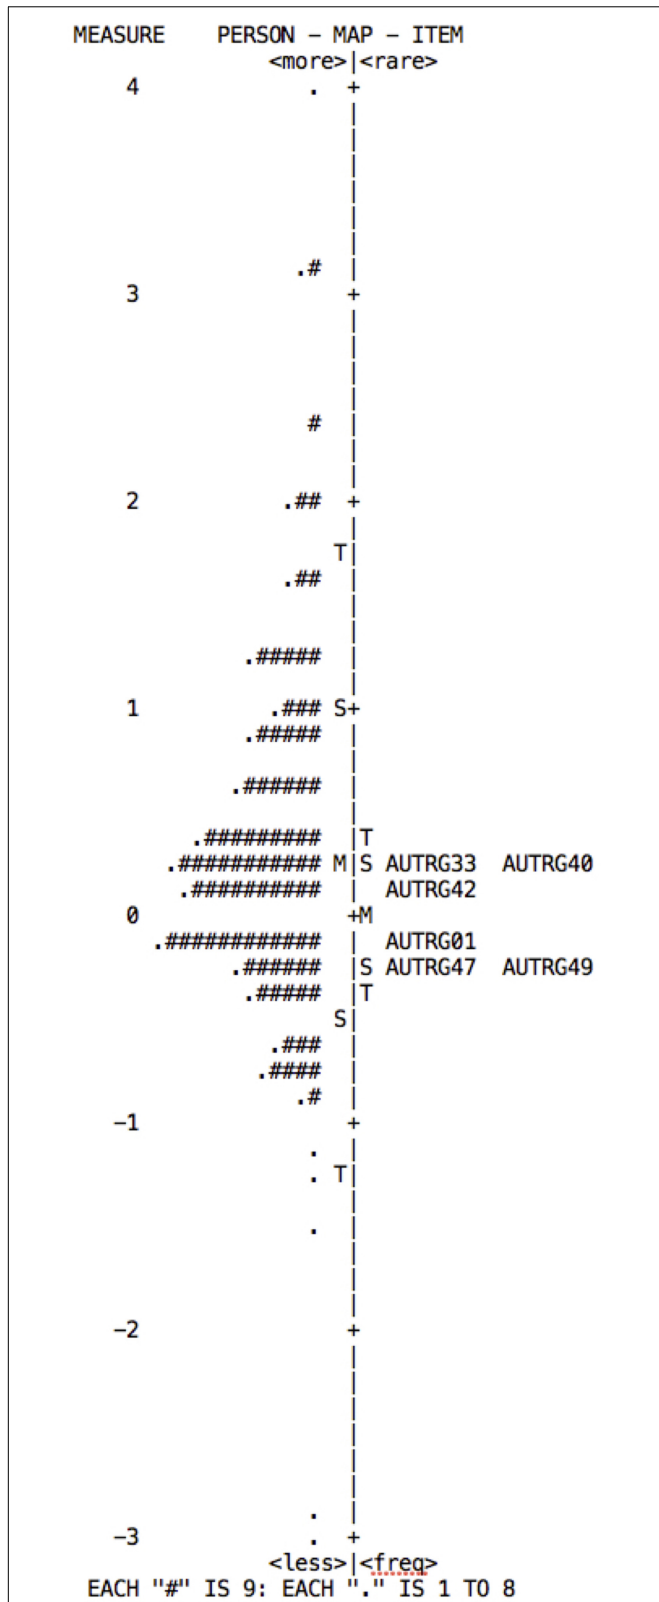 MEASURE    PERSON – MAP – ITEM
<more>|<rare>
4 . +
|
|
|
|
|
|
.# |
3 +
|
|
|
|
# |
|
|
2 .## +
|
T|
.## |
|
|
.##### |
|
1 .### S+
.##### |
|
.###### |
|
.######### |T
.########### M|S AUTRG33 AUTRG40
.########## | AUTRG42
0 +M
.############ | AUTRG01
.###### |S AUTRG47 AUTRG49
.##### |T
S|
.### |
.#### |
.# |
–1 +
. |
. T|
|
. |
|
|
|
–2 +
|
|
|
|
|
|
. |
–3 . +
<less>|<freq>
EACH "#" IS 9: EACH "." IS 1 TO 8